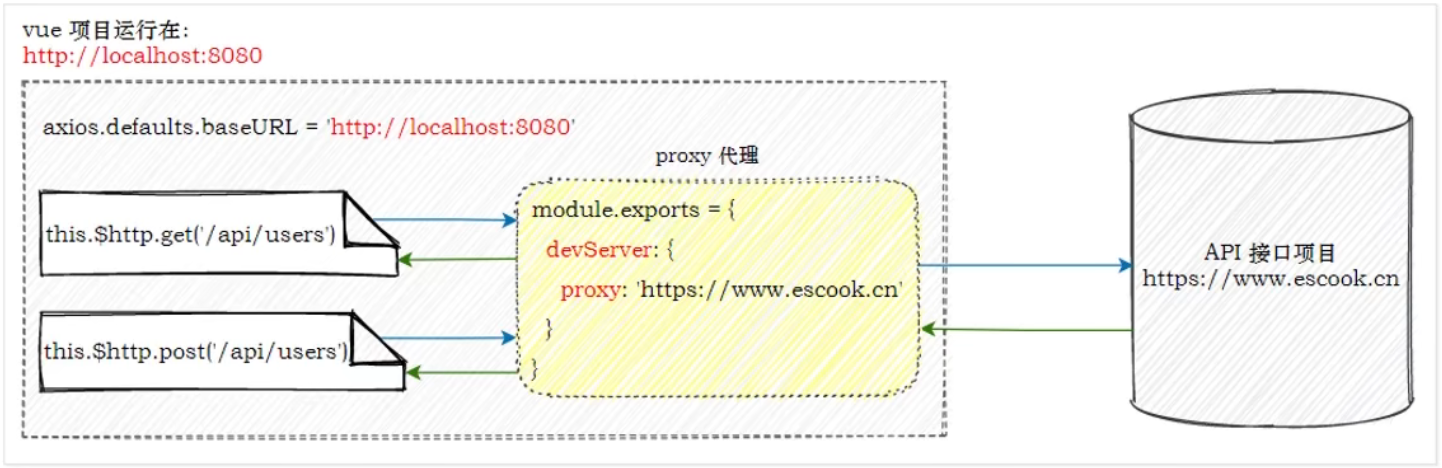 vue 项目运行在:
http://localhost:8080
axios.defaults.baseURL = 'http://localhost:8080'
proxy 代理
this.$http.get('/api/users')
this.$http.post('/api/users')
module.exports = {
devServer: {
proxy: 'https://www.escook.cn'
}
}
API 接口项目
https://www.escook.cn